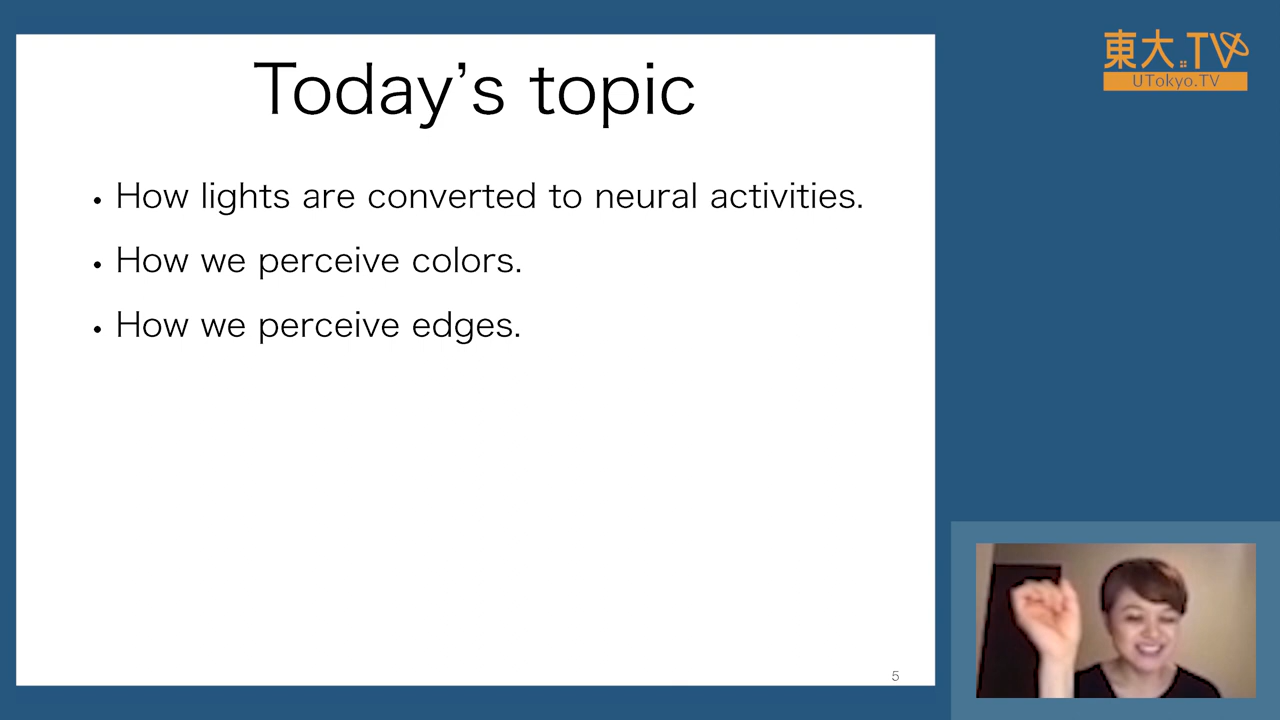 Today’s topic
• How lights are converted to neural activities.
• How we perceive colors.
• How we perceive edges.
5
東大.TV
UTokyo.TV